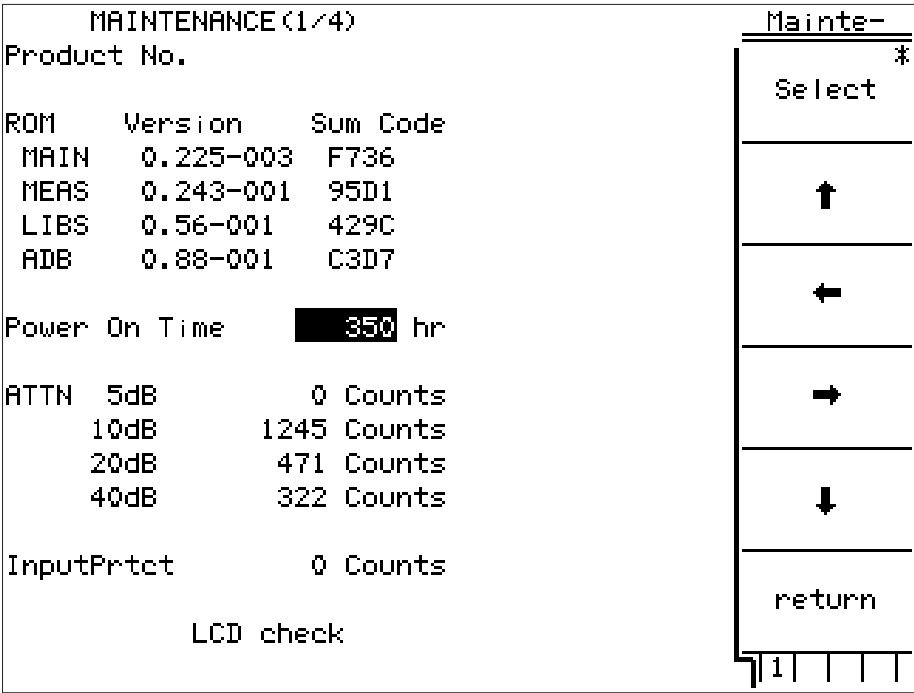 MAINTENANCE(1/4)
Product No.
ROM Version Sum Code
MAIN 0.225-003 F736
MEAS 0.243-001 95D1
LIBS 0.56-001 429C
ADB 0.88-001 C3D7
Power On Time 350 hr
ATTN 5dB 0 Counts
10dB 1245 Counts
20dB 471 Counts
40dB 322 Counts
InputPrtct 0 Counts
LCD check
Mainte-
*
Select
↑
←
→
↓
return
1